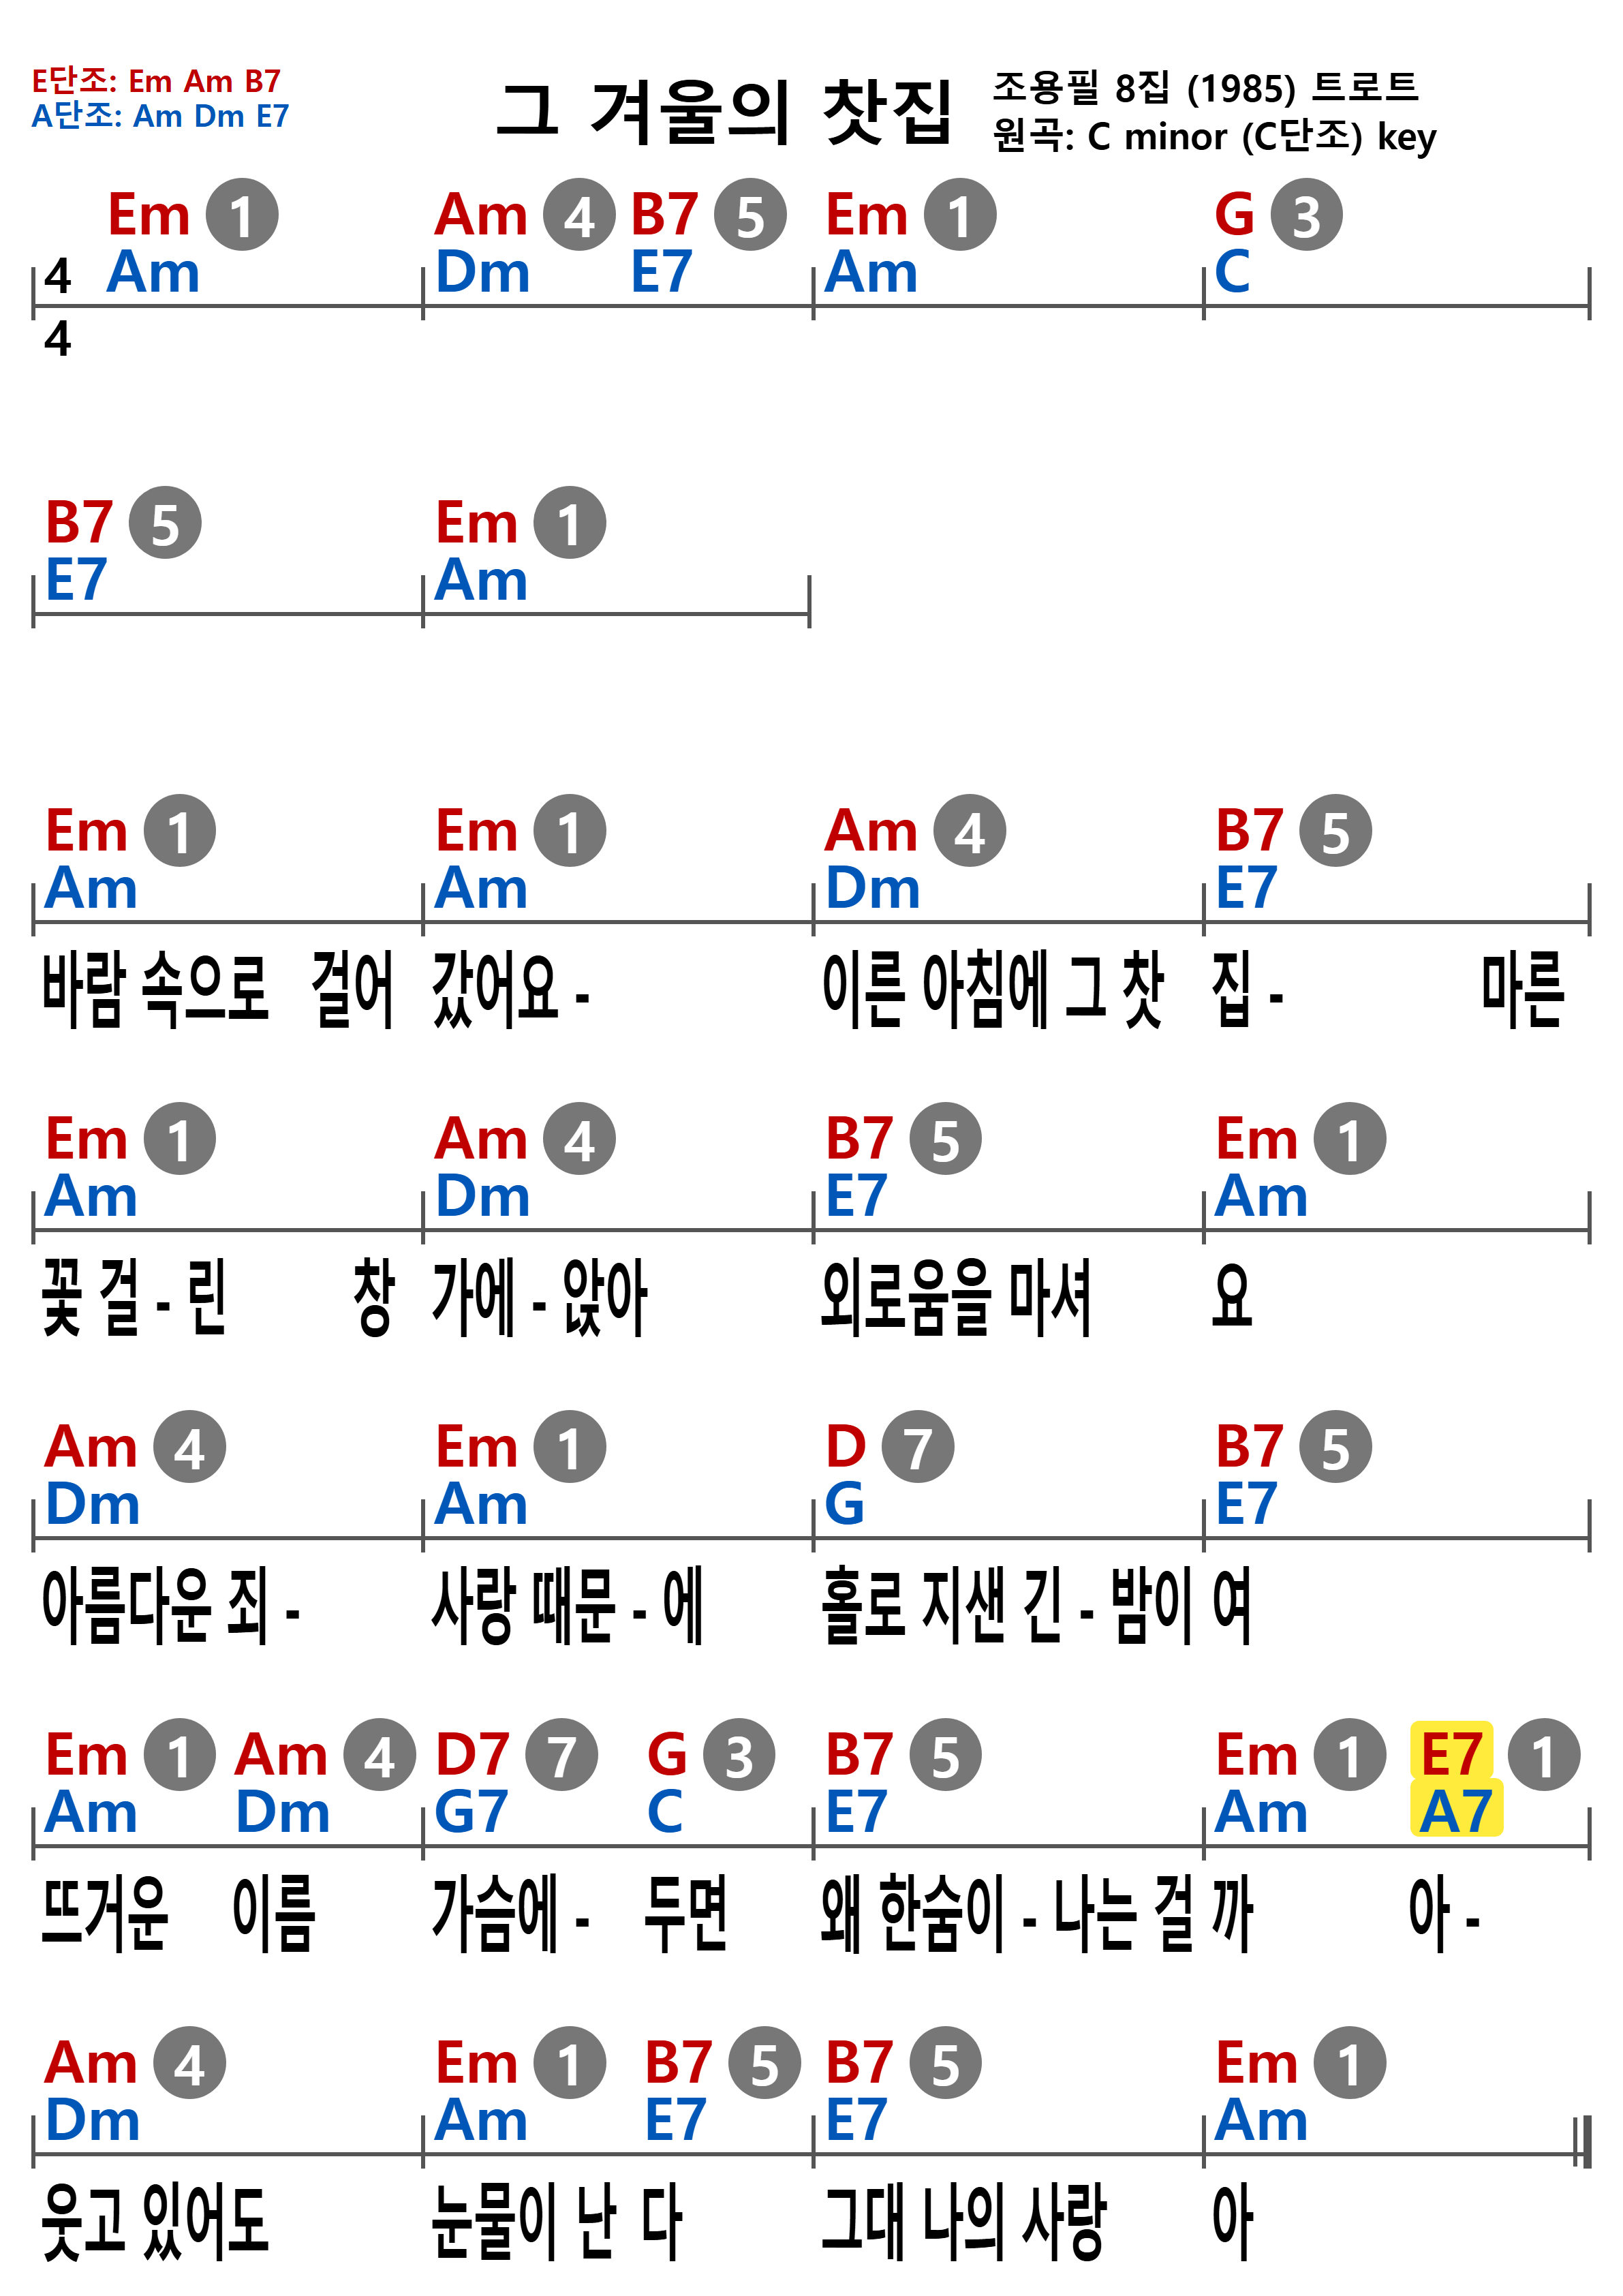 E단조: Em Am B7
A단조: Am Dm E7
그 겨울의 찻집
조용필 8집 (1985) 트로트
원곡: C minor (C단조) key
Em 1 Am 4 B7 5 Em 1 G 3
Am Dm E7 Am C
4
4
B7 5 Em 1
E7 Am
Em 1 Em 1 Am 4 B7 5
Am Am Dm E7
바람 속으로 걸어 갔어요 - 이른 아침에 그 찻 집 - 마른
Em 1 Am 4 B7 5 Em 1
Am Dm E7 Am
꽃 걸 - 린 창 가에 - 앉아 외로움을 마셔 요
Am 4 Em 1 D 7 B7 5
Dm Am G E7
아름다운 죄 - 사랑 때문 - 에 홀로 지샌 긴 - 밤이 여
Em 1 Am 4 D7 7 G 3 B7 5 Em 1 E7 1
Am Dm G7 C E7 Am A7
뜨거운 이름 가슴에 - 두면 왜 한숨이 - 나는 걸 까 아 -
Am 4 Em 1 B7 5 B7 5 Em 1
Dm Am E7 E7 Am
웃고 있어도 눈물이 난 다 그대 나의 사랑 아